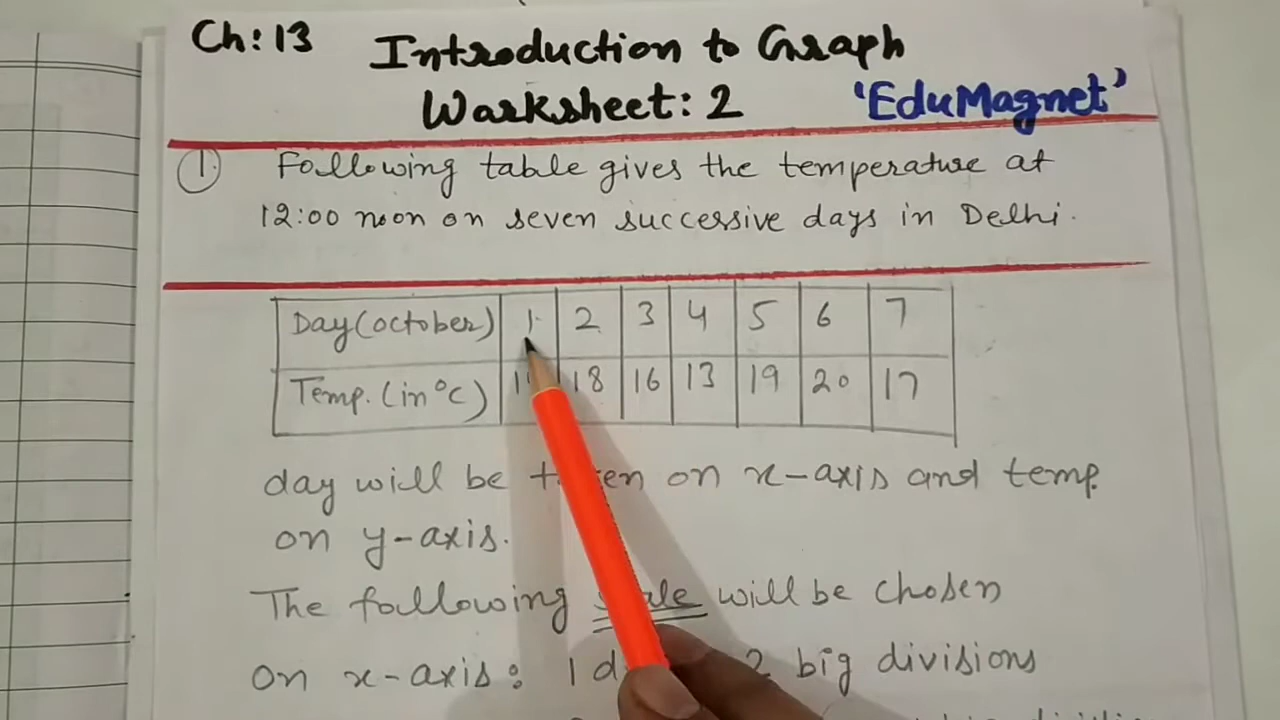 Ch: 13
Introduction to Graph
Worksheet: 2 'EduMagnet'
1. Following table gives the temperature at
12:00 noon on seven successive days in Delhi.
Day (october) 1 2 3 4 5 6 7
Temp. (in °C) 18 16 13 19 20 17
day will be on x-axis and temp.
on y-axis.
The following will be chosen
on x-axis: 1 2 big divisions